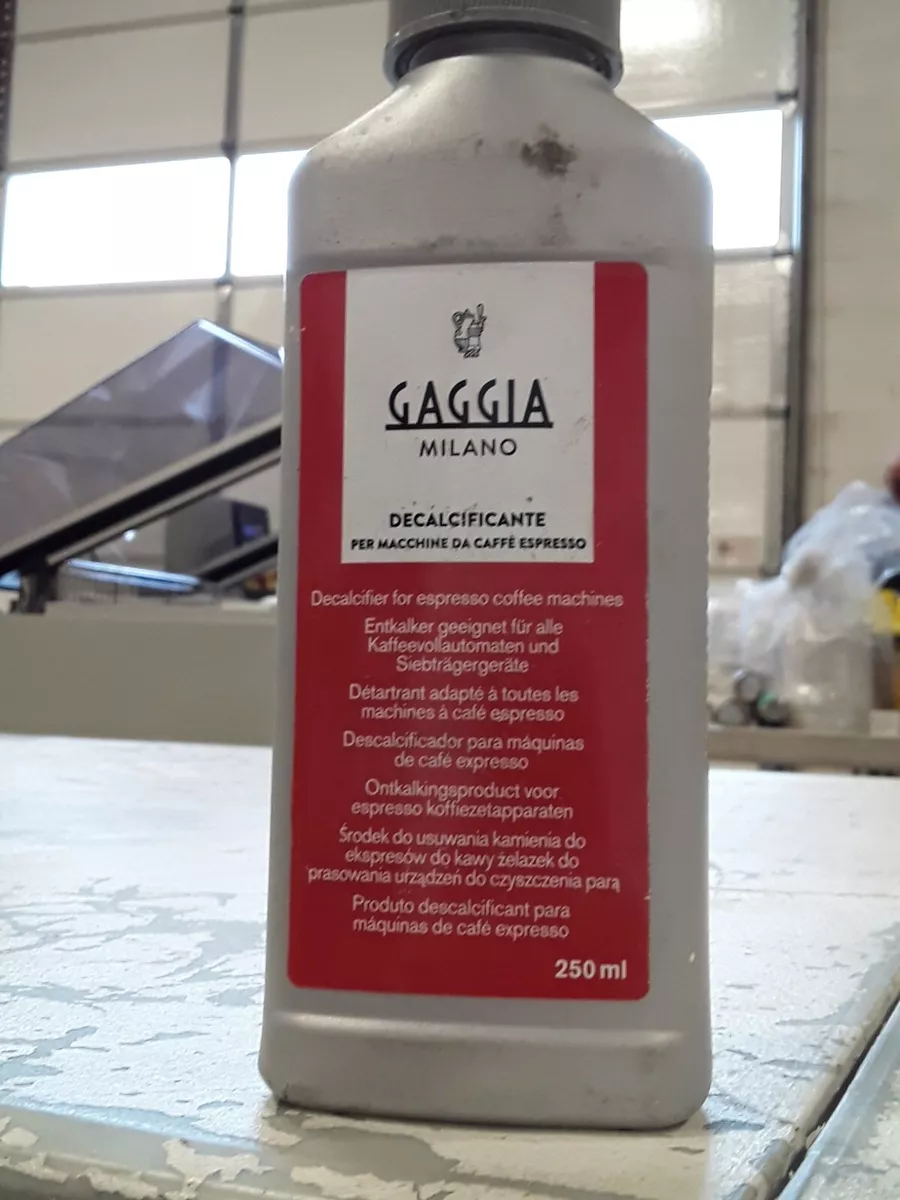 GAGGIA
MILANO
DECALCIFICANTE
PER MACCHINE DA CAFFÈ ESPRESSO
Decalcifier for espresso coffee machines
Entkalker geeignet für alle
Kaffeevollautomaten und
Siebträgergeräte
Détartrant adapté à toutes les
machines à café espresso
Descalcificador para máquinas
de café expresso
Ontkalkingsproduct voor
espresso koffiezetapparaten
Środek do usuwania kamienia do
ekspresów do kawy żelazek do
prasowania urządzeń do czyszczenia parą
Produto descalcificant para
máquinas de café expresso
250 ml